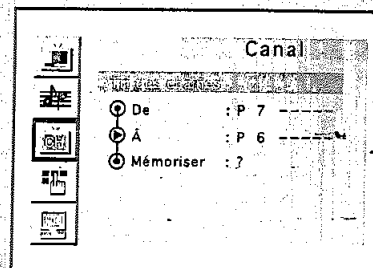 Canal
De : P 7 -----
Â : P 6 -----
Mémoriser : ?